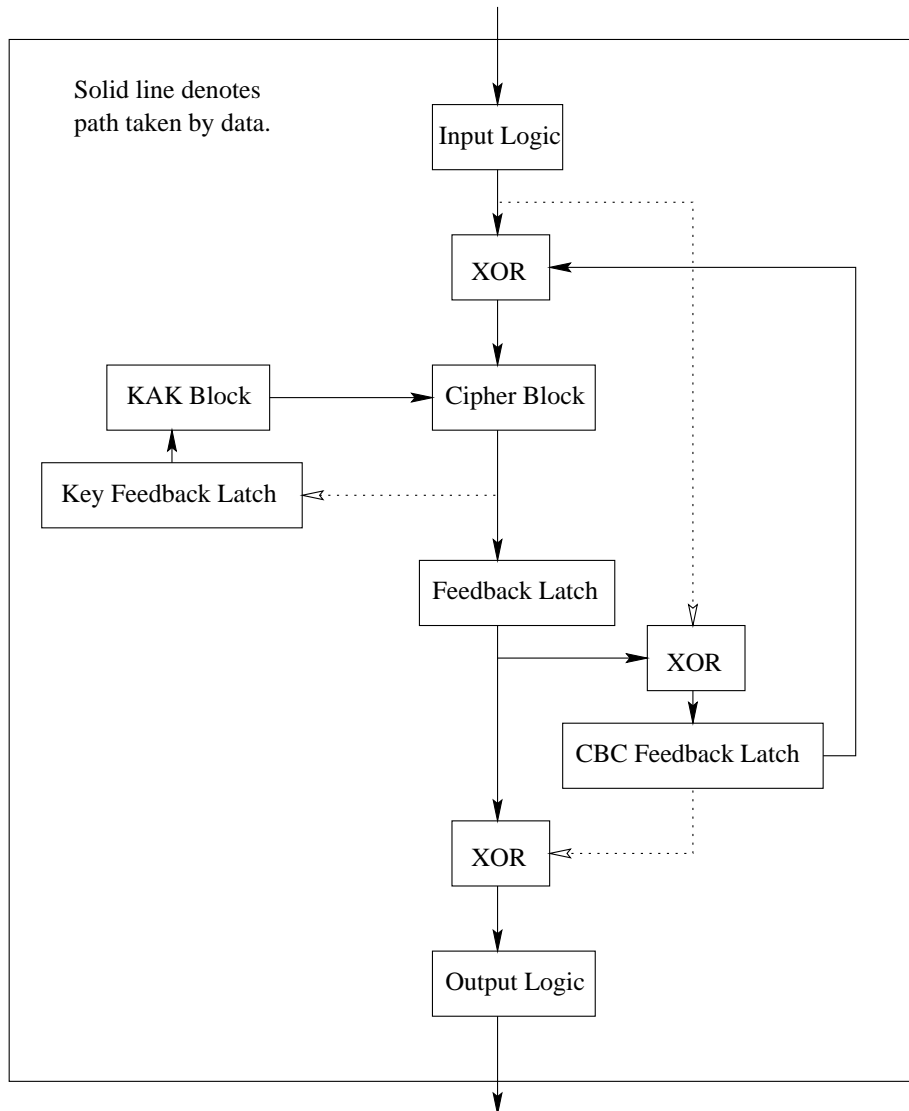 Solid line denotes
path taken by data.
Input Logic
XOR
KAK Block
Cipher Block
Key Feedback Latch
Feedback Latch
XOR
CBC Feedback Latch
XOR
Output Logic